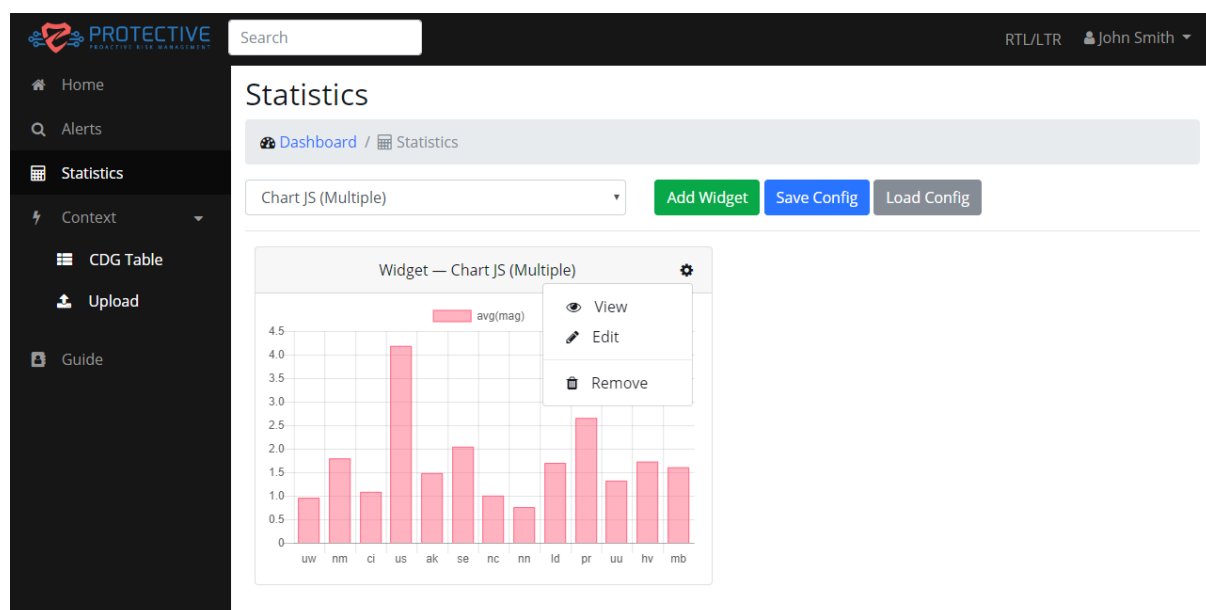 PROTECTIVE
PROACTIVE RISK MANAGEMENT
Search
RTL/LTR
John Smith
Home
Alerts
Statistics
Context
CDG Table
Upload
Guide
Statistics
Dashboard / Statistics
Chart JS (Multiple)
Add Widget
Save Config
Load Config
Widget — Chart JS (Multiple)
View
Edit
Remove
avg(mag)
4.5
4.0
3.5
3.0
2.5
2.0
1.5
1.0
0.5
0
uw nm ci us ak se nc nn ld pr uu hv mb